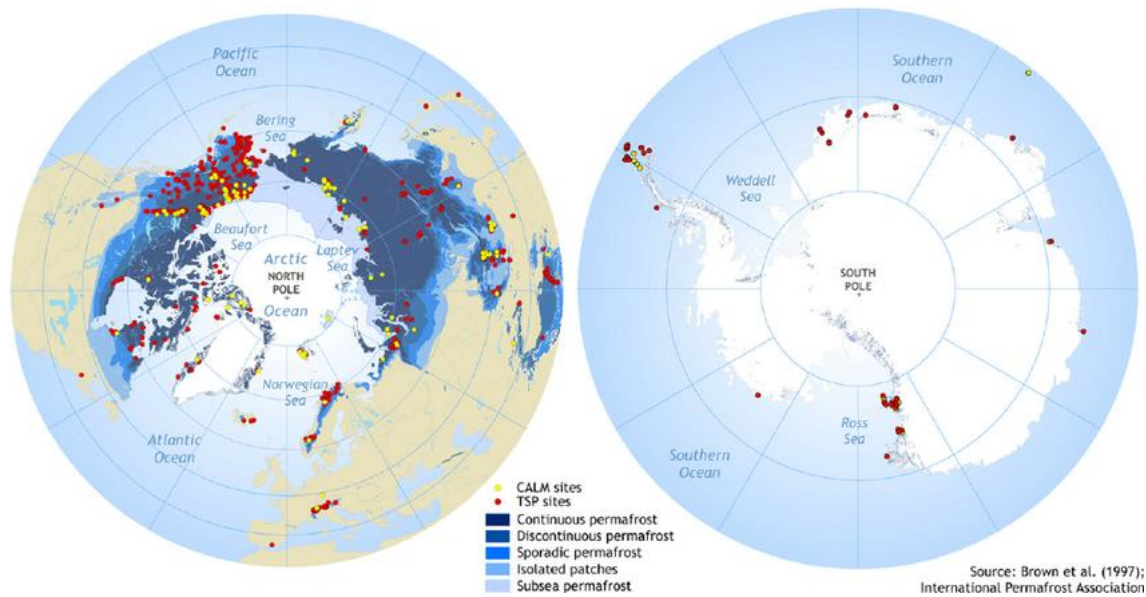 Pacific
Ocean
Bering
Sea
Beaufort
Sea
Arctic
NORTH
POLE
Ocean
Laptev
Sea
Norwegian
Sea
Atlantic
Ocean
Southern
Ocean
Weddell
Sea
SOUTH
POLE
Ross
Sea
Southern
Ocean
CALM sites
TSP sites
Continuous permafrost
Discontinuous permafrost
Sporadic permafrost
Isolated patches
Subsea permafrost
Source: Brown et al. (1997);
International Permafrost Association